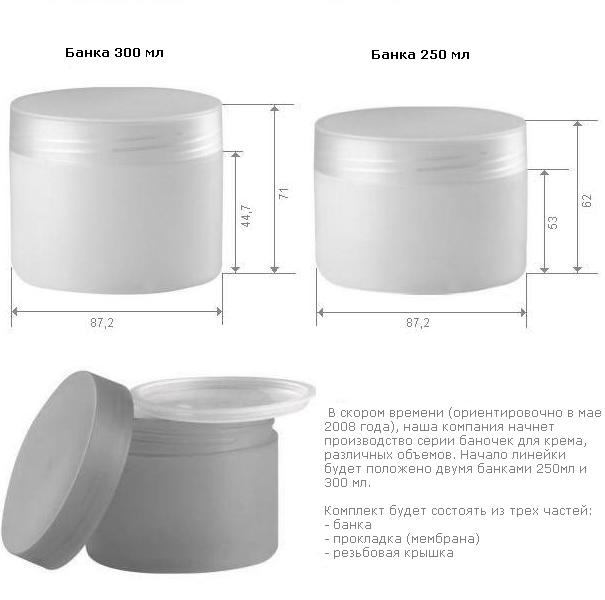 Банка 300 мл
Банка 250 мл
71
44,7
87,2
62
53
87,2
В скором времени (ориентировочно в мае
2008 года), наша компания начнет
производство серии баночек для крема,
различных объемов. Начало линейки
будет положено двумя банками 250мл и
300 мл.
Комплект будет состоять из трех частей:
- банка
- прокладка (мембрана)
- резьбовая крышка